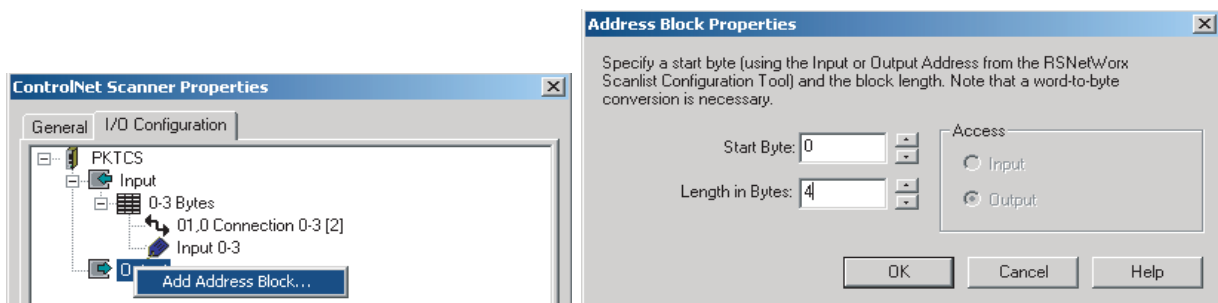 ControlNet Scanner Properties
General I/O Configuration
PKTCS
Input
0-3 Bytes
01,0 Connection 0-3 [2]
Input 0-3
Add Address Block...
Address Block Properties
Specify a start byte (using the Input or Output Address from the RSNetWorx
Scanlist Configuration Tool) and the block length. Note that a word-to-byte
conversion is necessary.
Start Byte: 0
Length in Bytes: 4
Access
Input
Output
OK Cancel Help